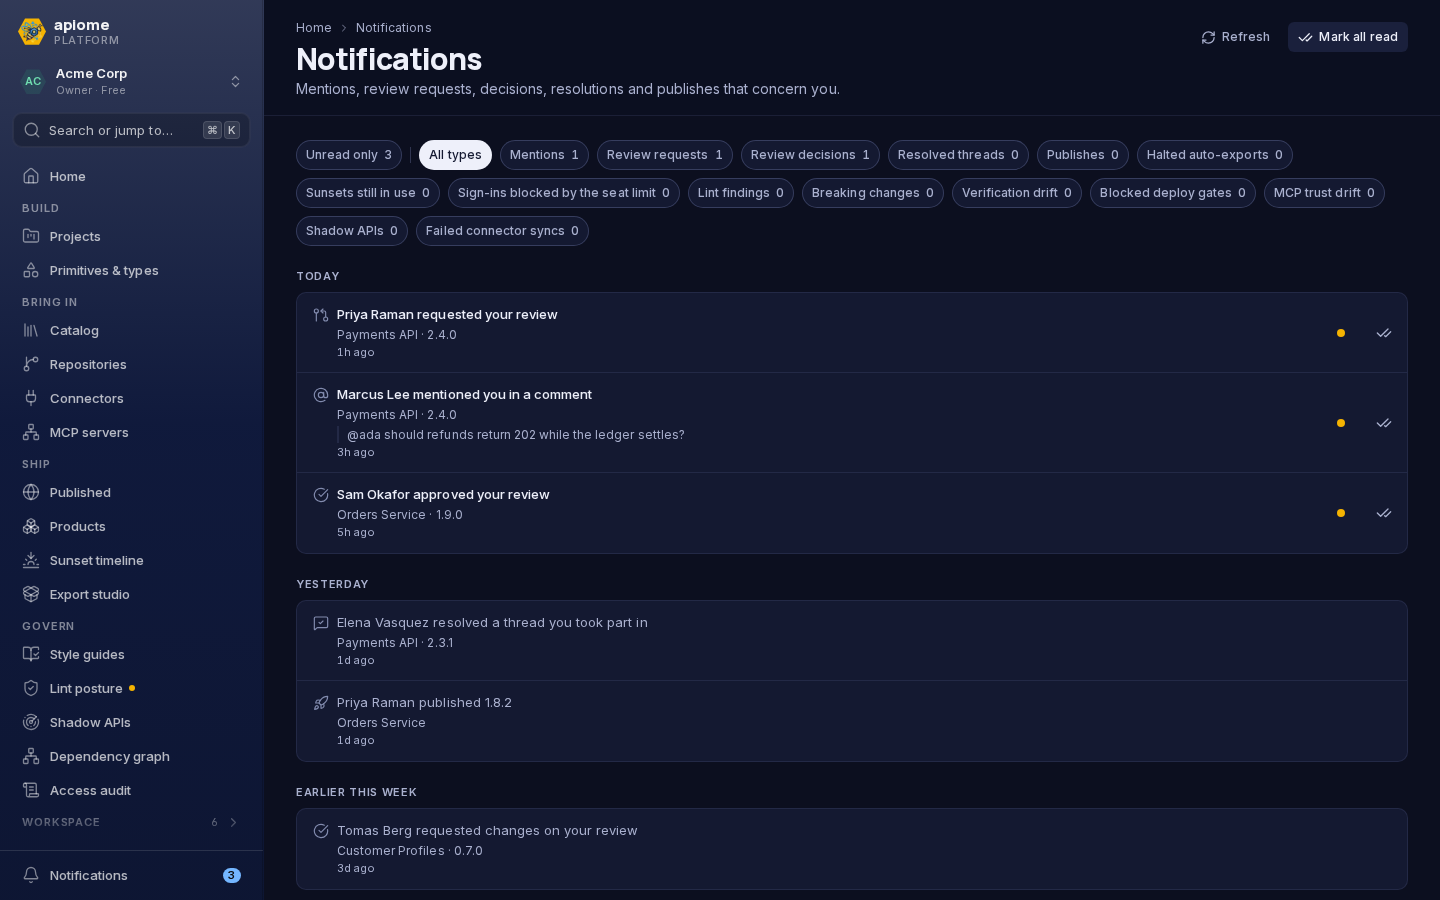 apiome
PLATFORM
AC
Acme Corp
Owner · Free
Search or jump to...
⌘ K
Home
BUILD
Projects
Primitives & types
BRING IN
Catalog
Repositories
Connectors
MCP servers
SHIP
Published
Products
Sunset timeline
Export studio
GOVERN
Style guides
Lint posture
Shadow APIs
Dependency graph
Access audit
WORKSPACE 6
Notifications 3
Home > Notifications
Notifications
Mentions, review requests, decisions, resolutions and publishes that concern you.
Refresh
Mark all read
Unread only 3
All types
Mentions 1
Review requests 1
Review decisions 1
Resolved threads 0
Publishes 0
Halted auto-exports 0
Sunsets still in use 0
Sign-ins blocked by the seat limit 0
Lint findings 0
Breaking changes 0
Verification drift 0
Blocked deploy gates 0
MCP trust drift 0
Shadow APIs 0
Failed connector syncs 0
TODAY
Priya Raman requested your review
Payments API · 2.4.0
1h ago
Marcus Lee mentioned you in a comment
Payments API · 2.4.0
@ada should refunds return 202 while the ledger settles?
3h ago
Sam Okafor approved your review
Orders Service · 1.9.0
5h ago
YESTERDAY
Elena Vasquez resolved a thread you took part in
Payments API · 2.3.1
1d ago
Priya Raman published 1.8.2
Orders Service
1d ago
EARLIER THIS WEEK
Tomas Berg requested changes on your review
Customer Profiles · 0.7.0
3d ago